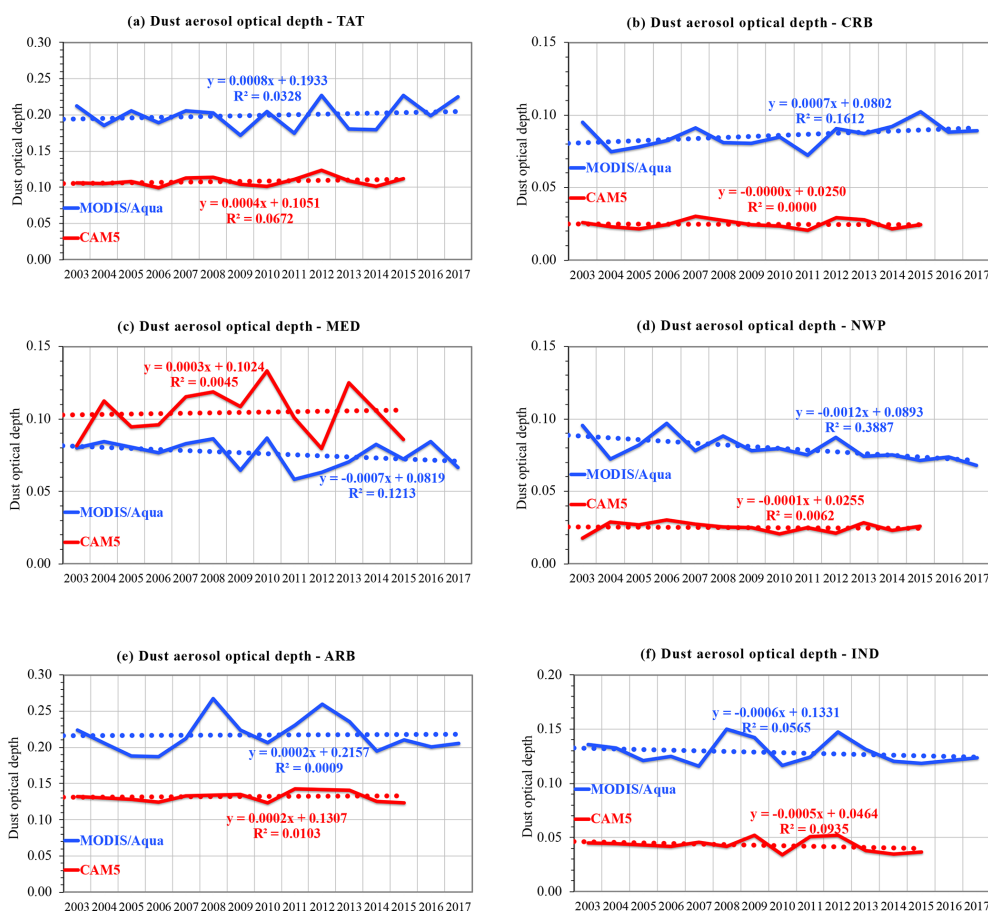 (a) Dust aerosol optical depth - TAT
0.30
0.25
0.20
0.15
0.10
0.05
0.00
Dust optical depth
y = 0.0008x + 0.1933
R² = 0.0328
MODIS/Aqua
y = 0.0004x + 0.1051
R² = 0.0672
CAM5
2003 2004 2005 2006 2007 2008 2009 2010 2011 2012 2013 2014 2015 2016 2017
(b) Dust aerosol optical depth - CRB
0.15
0.10
0.05
0.00
Dust optical depth
y = 0.0007x + 0.0802
R² = 0.1612
MODIS/Aqua
y = -0.0000x + 0.0250
R² = 0.0000
CAM5
2003 2004 2005 2006 2007 2008 2009 2010 2011 2012 2013 2014 2015 2016 2017
(c) Dust aerosol optical depth - MED
0.15
0.10
0.05
0.00
Dust optical depth
y = 0.0003x + 0.1024
R² = 0.0045
y = -0.0007x + 0.0819
R² = 0.1213
MODIS/Aqua
CAM5
2003 2004 2005 2006 2007 2008 2009 2010 2011 2012 2013 2014 2015 2016 2017
(d) Dust aerosol optical depth - NWP
0.15
0.10
0.05
0.00
Dust optical depth
y = -0.0012x + 0.0893
R² = 0.3887
MODIS/Aqua
y = -0.0001x + 0.0255
R² = 0.0062
CAM5
2003 2004 2005 2006 2007 2008 2009 2010 2011 2012 2013 2014 2015 2016 2017
(e) Dust aerosol optical depth - ARB
0.30
0.25
0.20
0.15
0.10
0.05
0.00
Dust optical depth
y = 0.0002x + 0.2157
R² = 0.0009
y = 0.0002x + 0.1307
R² = 0.0103
MODIS/Aqua
CAM5
2003 2004 2005 2006 2007 2008 2009 2010 2011 2012 2013 2014 2015 2016 2017
(f) Dust aerosol optical depth - IND
0.20
0.15
0.10
0.05
0.00
Dust optical depth
y = -0.0006x + 0.1331
R² = 0.0565
MODIS/Aqua
CAM5
y = -0.0005x + 0.0464
R² = 0.0935
2003 2004 2005 2006 2007 2008 2009 2010 2011 2012 2013 2014 2015 2016 2017